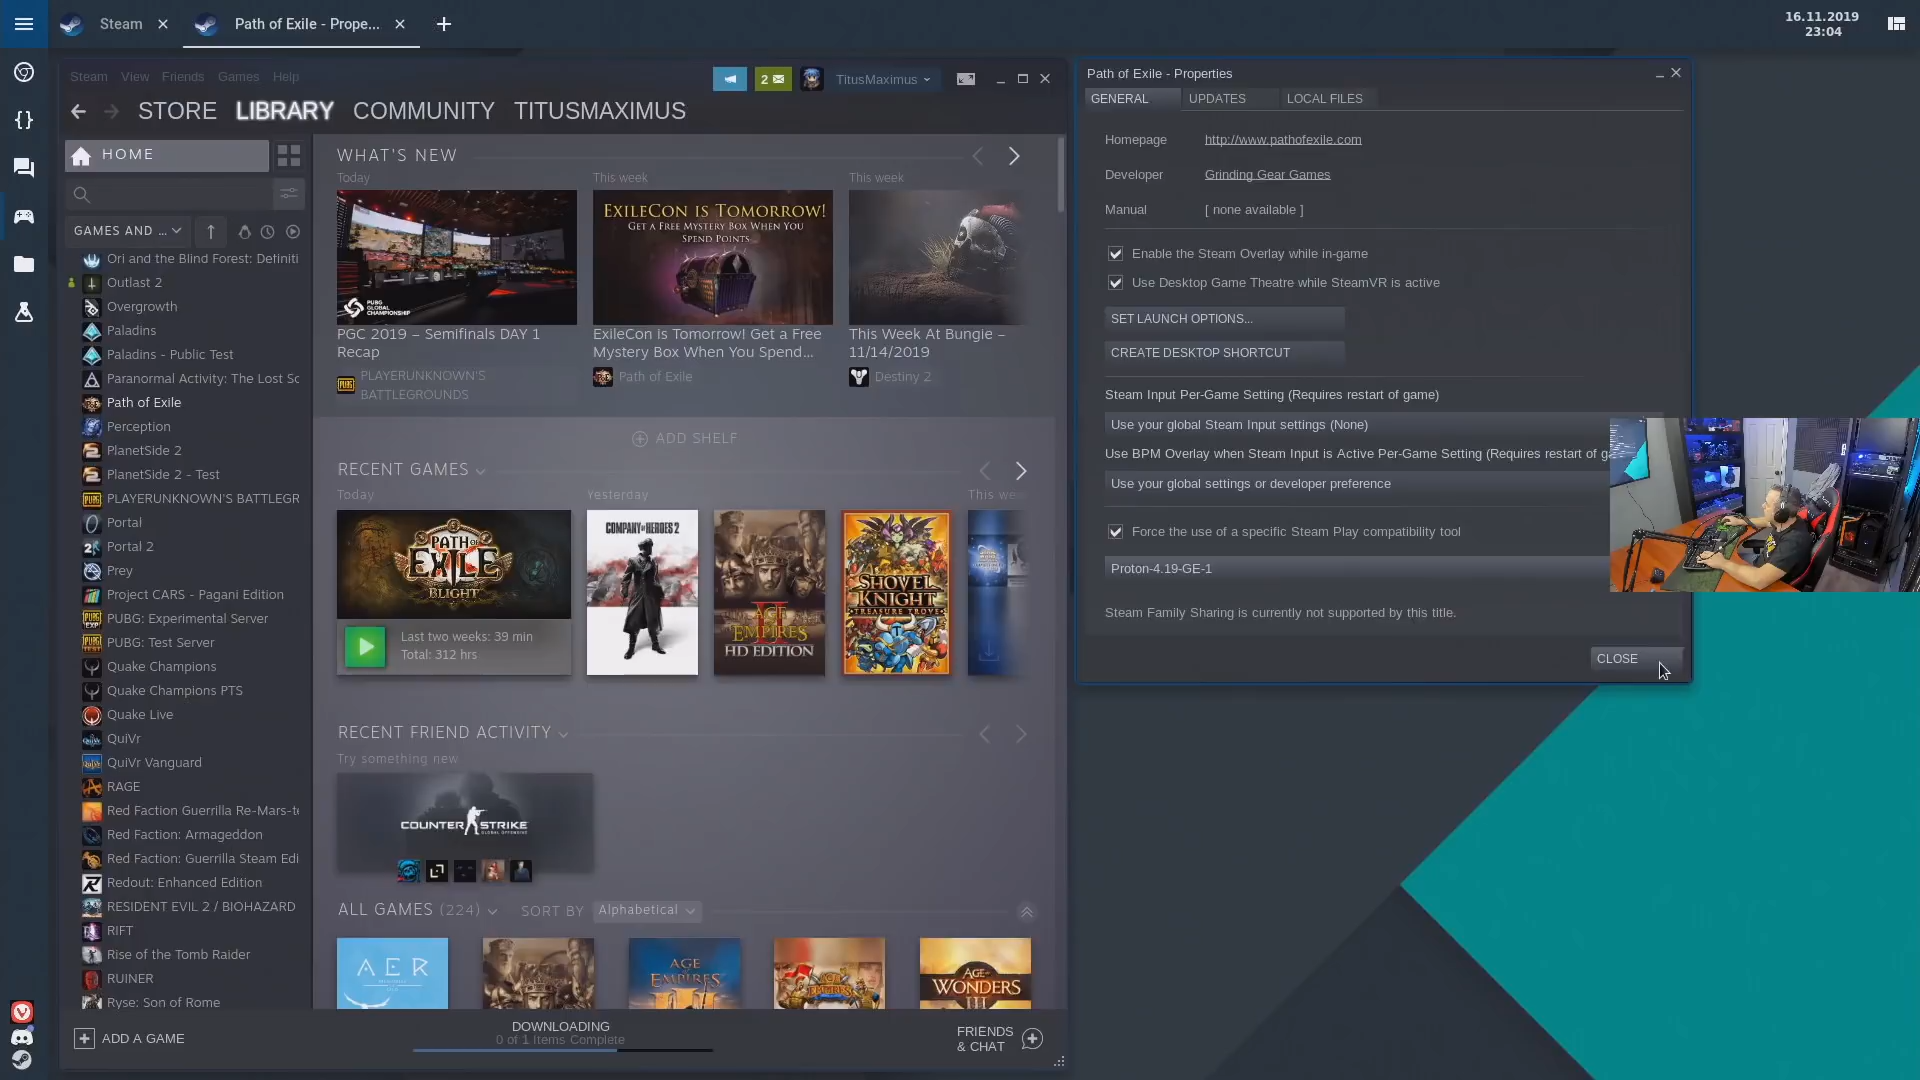 Steam
Path of Exile - Prope...
16.11.2019
23:04
Steam View Friends Games Help
2
TitusMaximus
STORE LIBRARY COMMUNITY TITUSMAXIMUS
HOME
GAMES AND ...
Ori and the Blind Forest: Definiti
Outlast 2
Overgrowth
Paladins
Paladins - Public Test
Paranormal Activity: The Lost So
Path of Exile
Perception
PlanetSide 2
PlanetSide 2 - Test
PLAYERUNKNOWN'S BATTLEGR
Portal
Portal 2
Prey
Project CARS - Pagani Edition
PUBG: Experimental Server
PUBG: Test Server
Quake Champions
Quake Champions PTS
Quake Live
QuiVr
QuiVr Vanguard
RAGE
Red Faction Guerrilla Re-Mars-te
Red Faction: Armageddon
Red Faction: Guerrilla Steam Edi
Redout: Enhanced Edition
RESIDENT EVIL 2 / BIOHAZARD
RIFT
Rise of the Tomb Raider
RUINER
Ryse: Son of Rome
ADD A GAME
WHAT'S NEW
Today
This week
This week
PUBG
GLOBAL
CHAMPIONSHIP
EXILECON IS TOMORROW!
GET A FREE MYSTERY BOX WHEN YOU
SPEND POINTS
PGC 2019 – Semifinals DAY 1
Recap
PLAYERUNKNOWN'S
BATTLEGROUNDS
ExileCon is Tomorrow! Get a Free
Mystery Box When You Spend...
Path of Exile
This Week At Bungie –
11/14/2019
Destiny 2
ADD SHELF
RECENT GAMES
Today
Yesterday
This wee
PATH OF
EXILE
BLIGHT
Last two weeks: 39 min
Total: 312 hrs
COMPANY OF HEROES 2
AGE OF
EMPIRES
II
HD EDITION
SHOVEL
KNIGHT
TREASURE TROVE
RECENT FRIEND ACTIVITY
Try something new
COUNTER STRIKE
GLOBAL OFFENSIVE
ALL GAMES (224)
SORT BY Alphabetical
AER
AGE OF
EMPIRES
AGE OF
WONDERS
III
DOWNLOADING
0 of 1 Items Complete
FRIENDS
& CHAT
Path of Exile - Properties
GENERAL UPDATES LOCAL FILES
Homepage http://www.pathofexile.com
Developer Grinding Gear Games
Manual [ none available ]
Enable the Steam Overlay while in-game
Use Desktop Game Theatre while SteamVR is active
SET LAUNCH OPTIONS...
CREATE DESKTOP SHORTCUT
Steam Input Per-Game Setting (Requires restart of game)
Use your global Steam Input settings (None)
Use BPM Overlay when Steam Input is Active Per-Game Setting (Requires restart of ga
Use your global settings or developer preference
Force the use of a specific Steam Play compatibility tool
Proton-4.19-GE-1
Steam Family Sharing is currently not supported by this title.
CLOSE